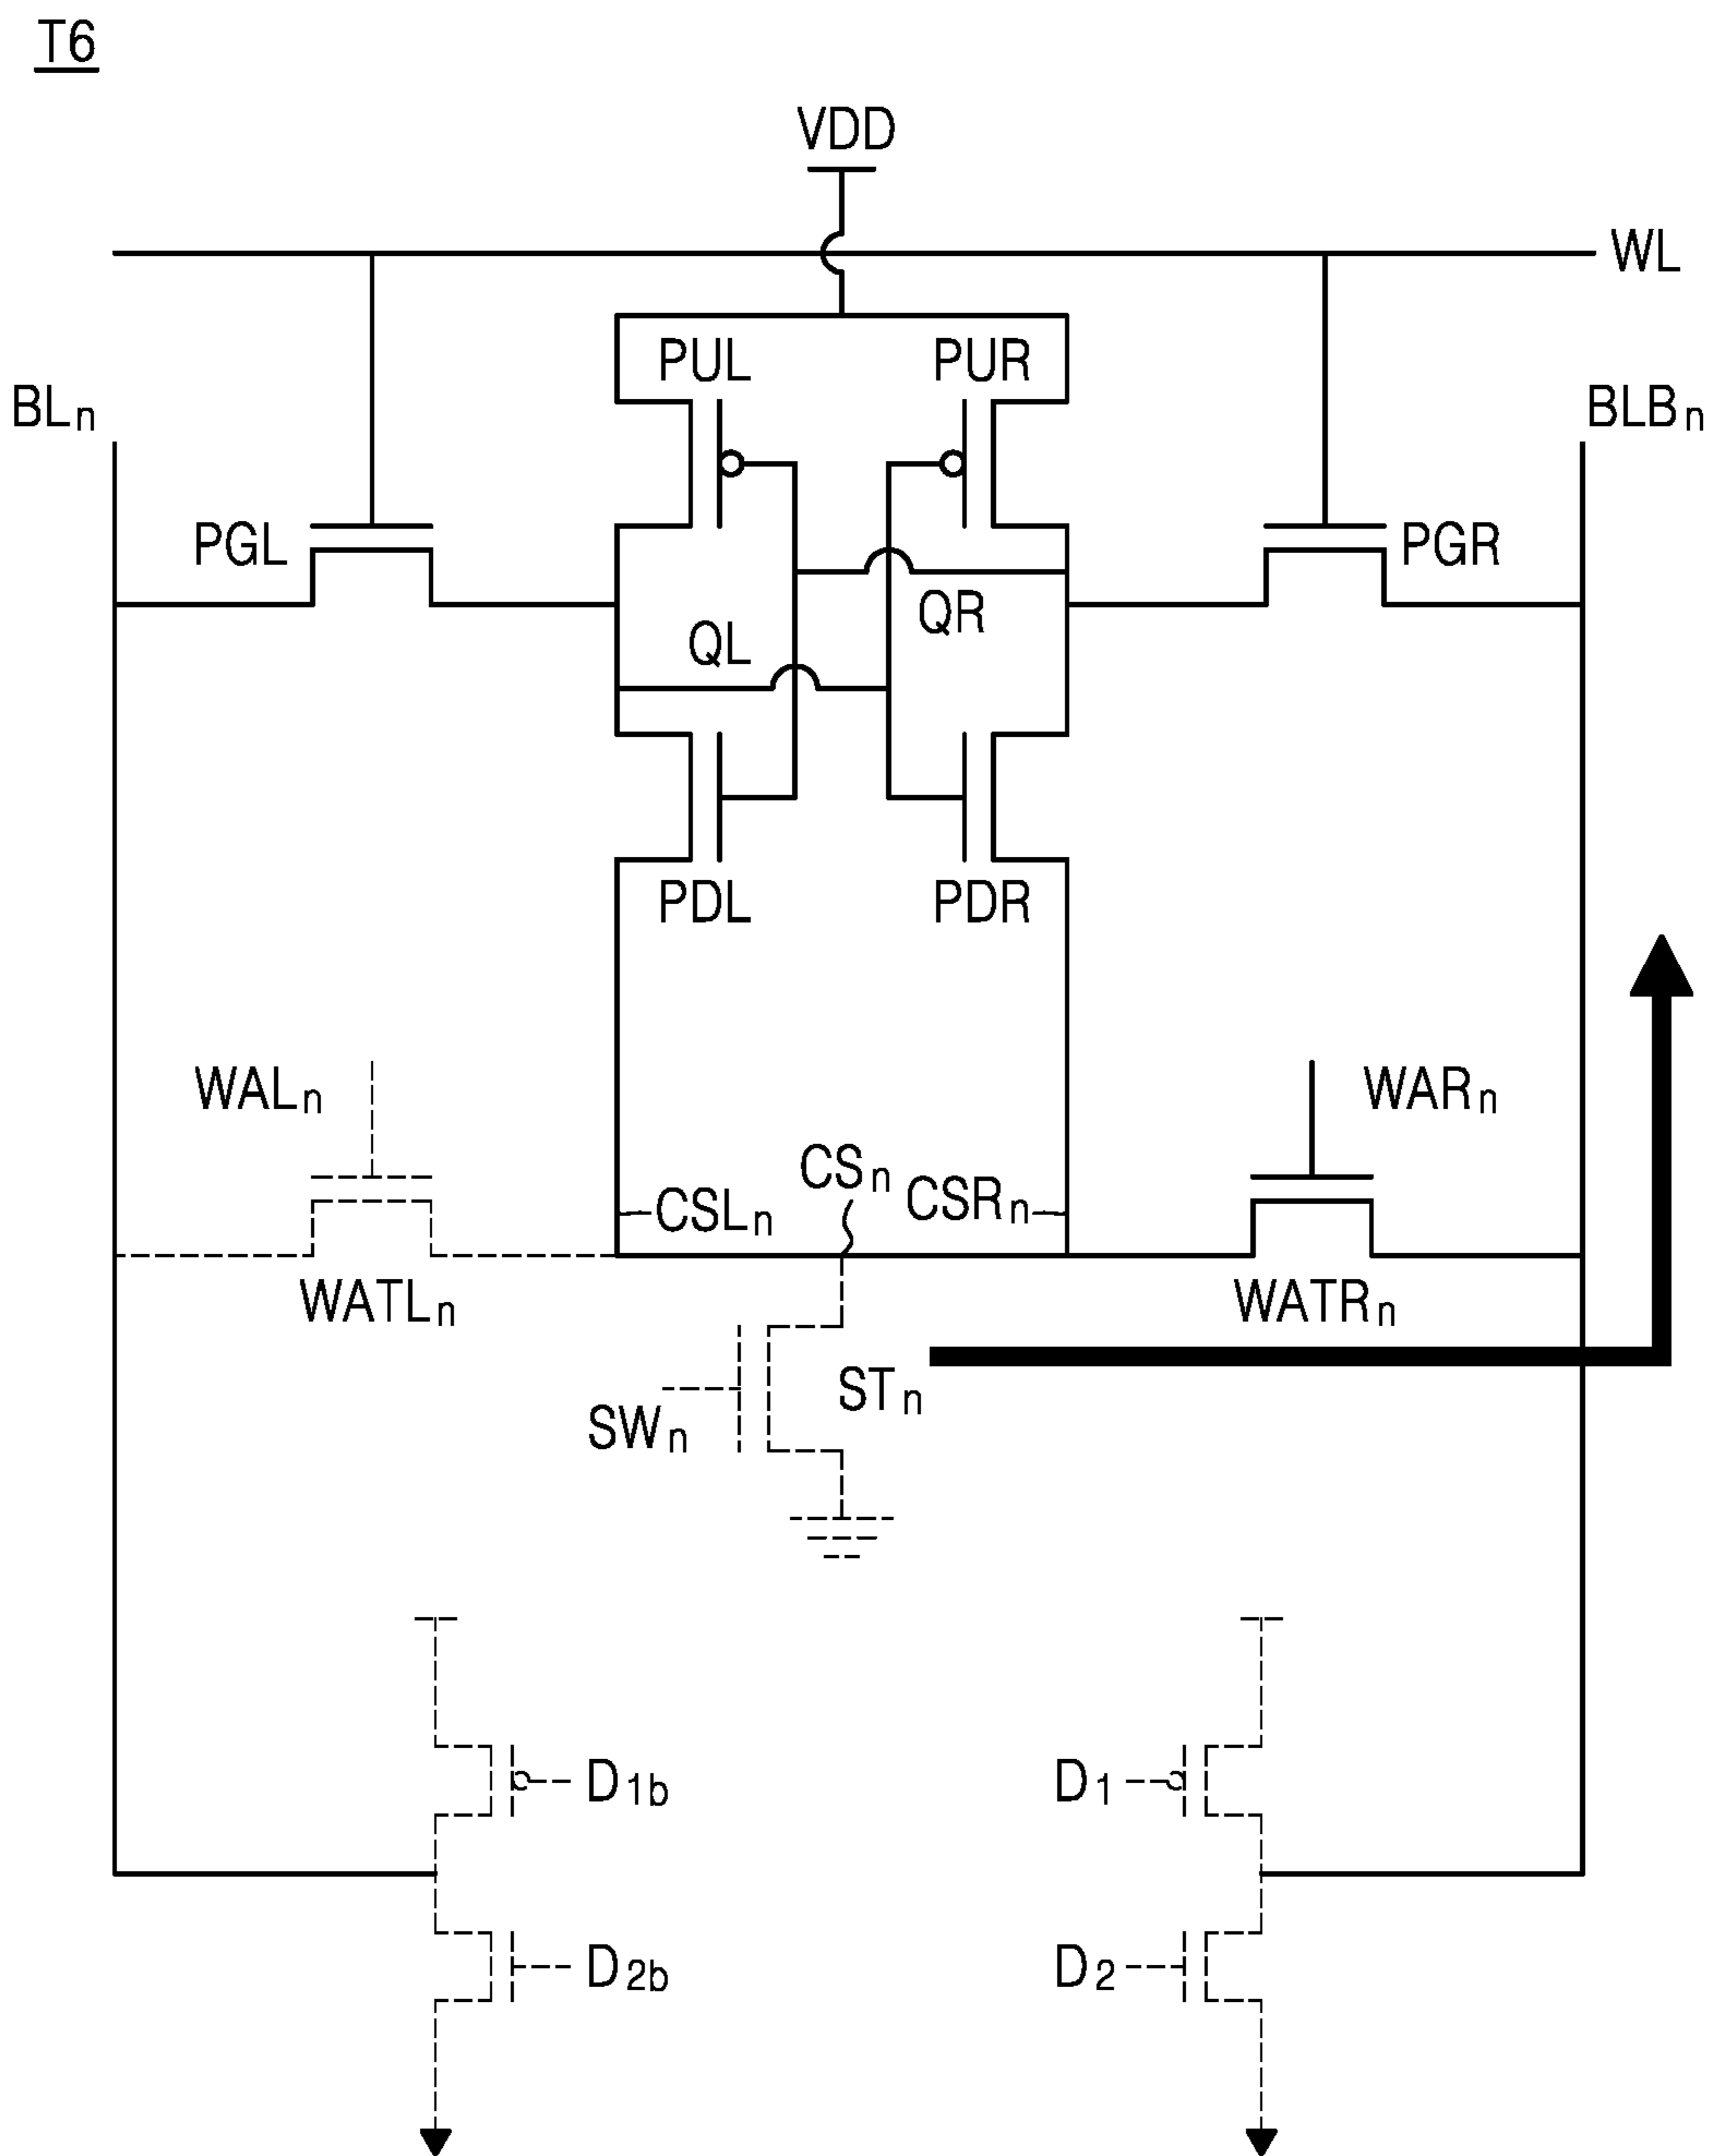 T6
VDD
WL
PUL PUR
BLn BLBn
PGL PGR
QR
QL
PDL PDR
WALn WARn
CSn
CSLn CSRn
WATLn WATRn
STn
SWn
D1b D1
D2b D2